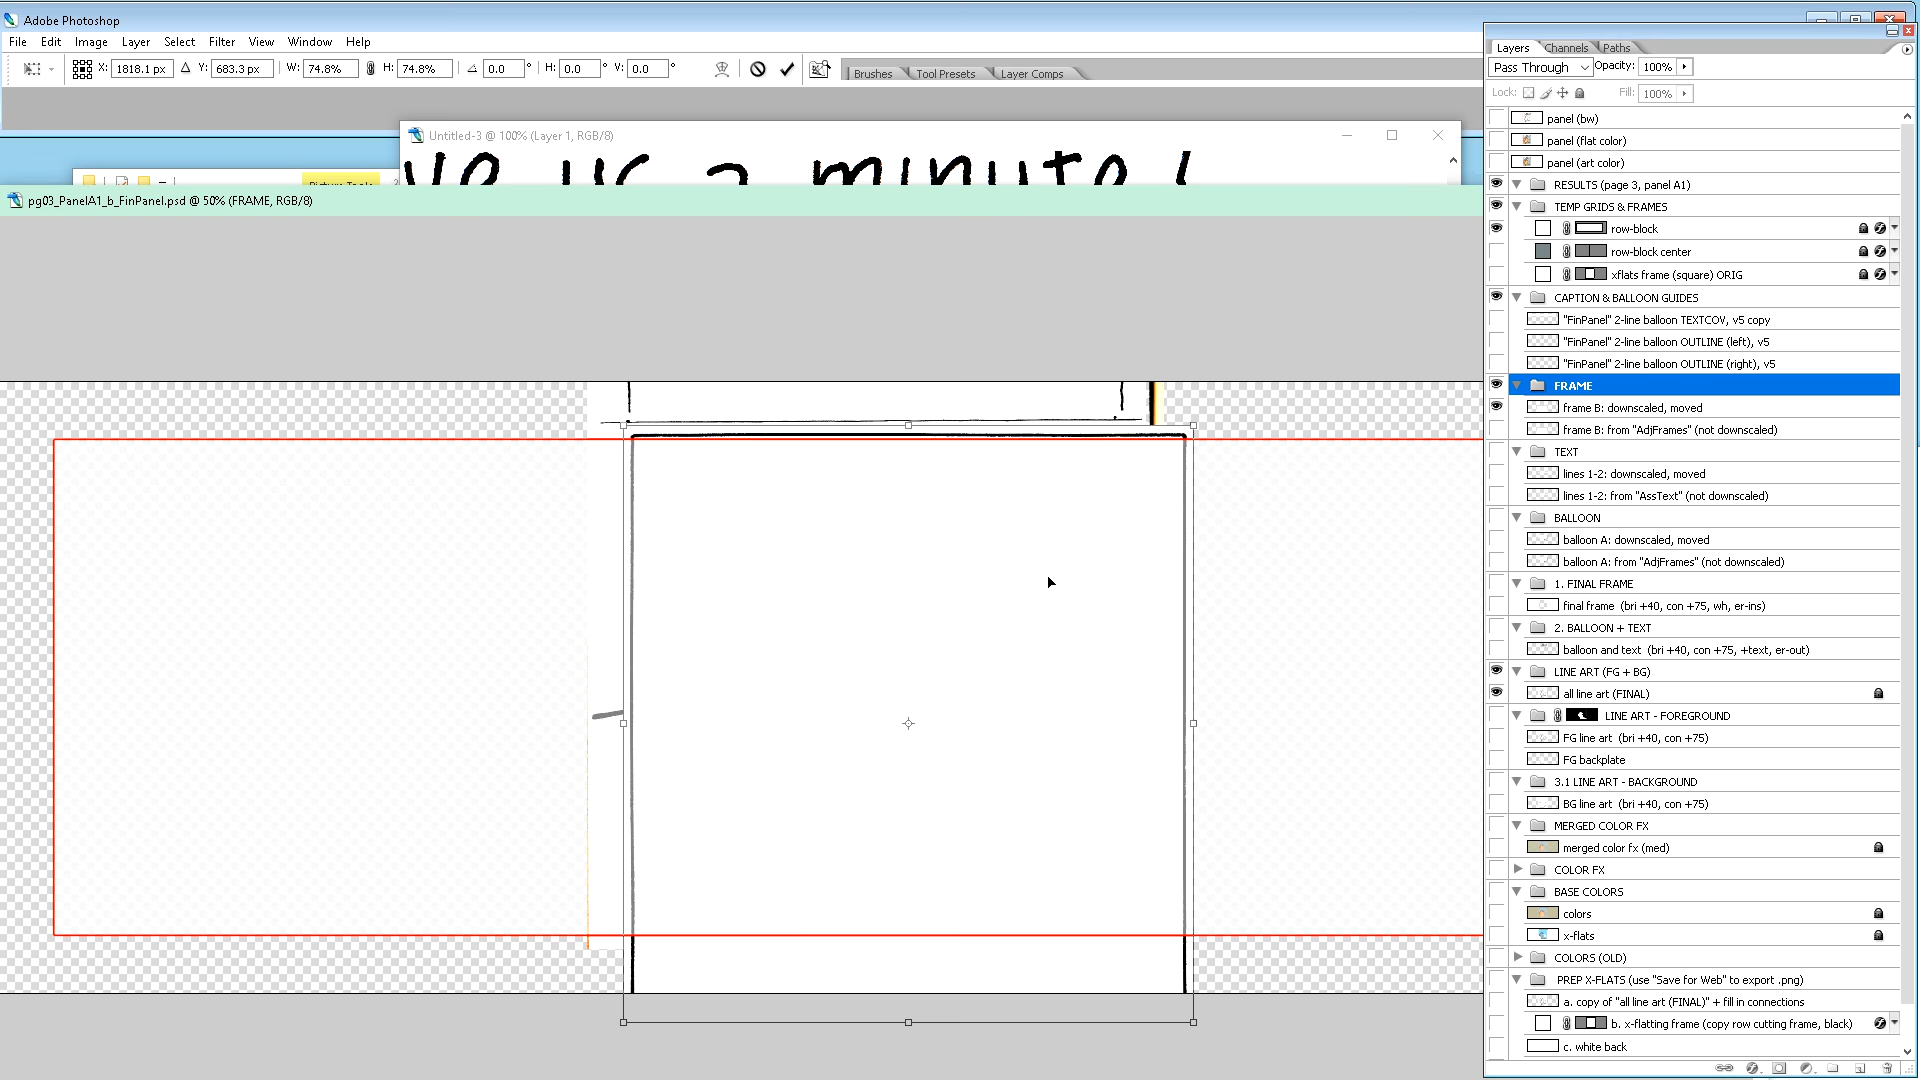 Adobe Photoshop
File Edit Image Layer Select Filter View Window Help
X: 1818.1 px Y: 683.3 px W: 74.8% H: 74.8% 0.0 ° H: 0.0 ° V: 0.0 °
Brushes Tool Presets Layer Comps
Untitled-3 @ 100% (Layer 1, RGB/8)
ve us a minute!
pg03_PanelA1_b_FinPanel.psd @ 50% (FRAME, RGB/8)
Layers Channels Paths
Pass Through Opacity: 100%
Lock: Fill: 100%
panel (bw)
panel (flat color)
panel (art color)
RESULTS (page 3, panel A1)
TEMP GRIDS & FRAMES
row-block
row-block center
xflats frame (square) ORIG
CAPTION & BALLOON GUIDES
"FinPanel" 2-line balloon TEXTCOV, v5 copy
"FinPanel" 2-line balloon OUTLINE (left), v5
"FinPanel" 2-line balloon OUTLINE (right), v5
FRAME
frame B: downscaled, moved
frame B: from "AdjFrames" (not downscaled)
TEXT
lines 1-2: downscaled, moved
lines 1-2: from "AssText" (not downscaled)
BALLOON
balloon A: downscaled, moved
balloon A: from "AdjFrames" (not downscaled)
1. FINAL FRAME
final frame (bri +40, con +75, wh, er-ins)
2. BALLOON + TEXT
balloon and text (bri +40, con +75, +text, er-out)
LINE ART (FG + BG)
all line art (FINAL)
LINE ART - FOREGROUND
FG line art (bri +40, con +75)
FG backplate
3.1 LINE ART - BACKGROUND
BG line art (bri +40, con +75)
MERGED COLOR FX
merged color fx (med)
COLOR FX
BASE COLORS
colors
x-flats
COLORS (OLD)
PREP X-FLATS (use "Save for Web" to export .png)
a. copy of "all line art (FINAL)" + fill in connections
b. x-flatting frame (copy row cutting frame, black)
c. white back